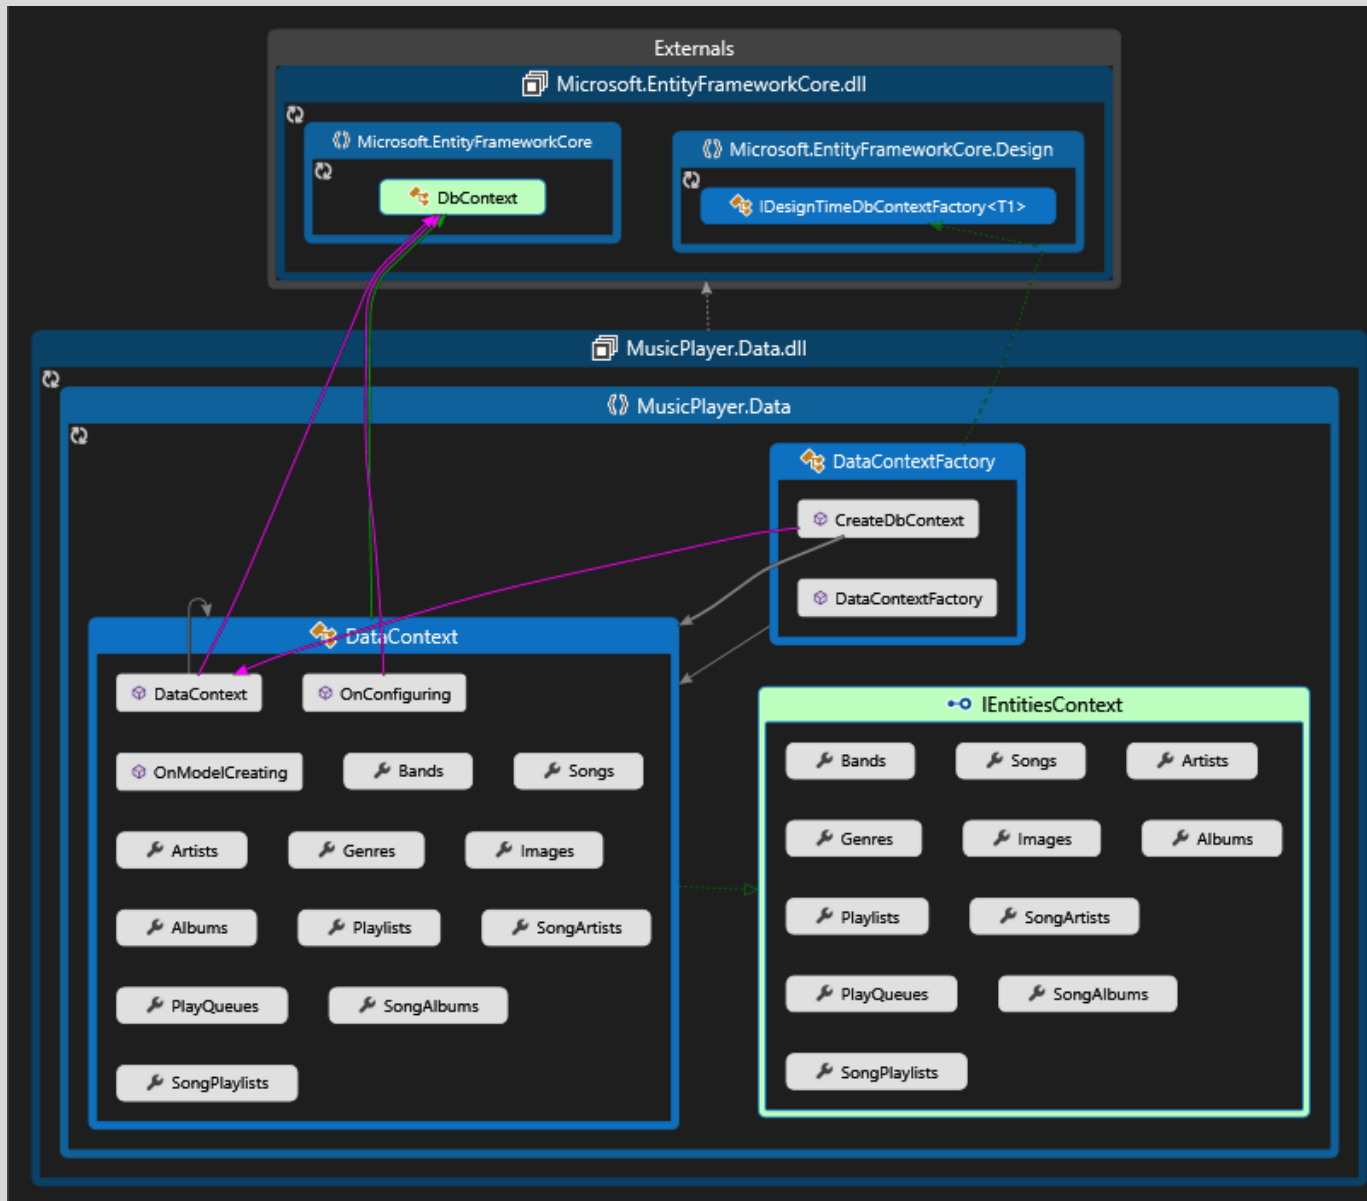 Externals
Microsoft.EntityFrameworkCore.dll
Microsoft.EntityFrameworkCore
Microsoft.EntityFrameworkCore.Design
DbContext
IDesignTimeDbContextFactory<T1>
MusicPlayer.Data.dll
MusicPlayer.Data
DataContextFactory
CreateDbContext
DataContextFactory
DataContext
DataContext OnConfiguring
OnModelCreating Bands Songs
Artists Genres Images
Albums Playlists SongArtists
PlayQueues SongAlbums
SongPlaylists
IEntitiesContext
Bands Songs Artists
Genres Images Albums
Playlists SongArtists
PlayQueues SongAlbums
SongPlaylists